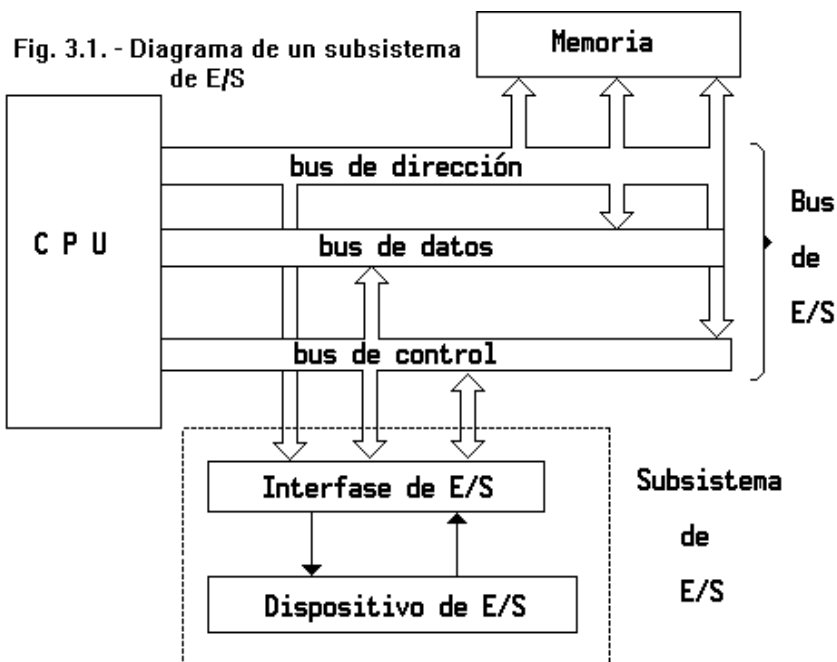 Fig. 3.1. - Diagrama de un subsistema
de E/S
Memoria
bus de dirección
C P U
bus de datos
bus de control
Bus
de
E/S
Interfase de E/S
Dispositivo de E/S
Subsistema
de
E/S